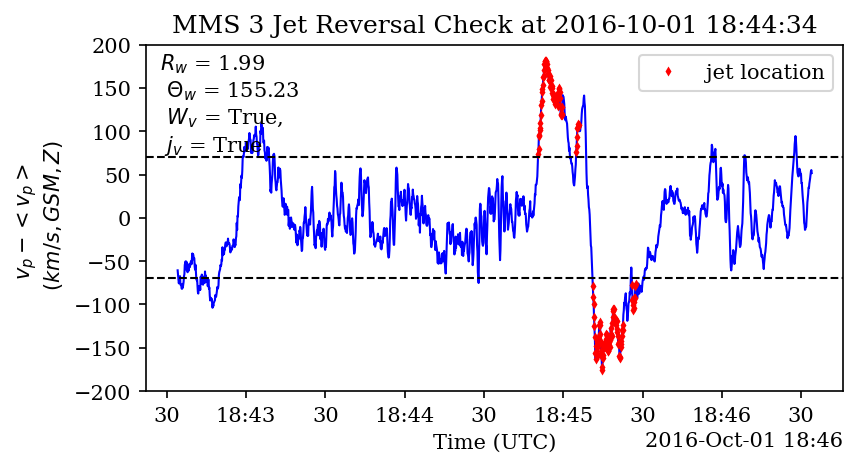 MMS 3 Jet Reversal Check at 2016-10-01 18:44:34
R_w = 1.99
Θ_w = 155.23
W_v = True,
j_v = True
jet location
v_p − < v_p >
(km/s, GSM, Z)
200
150
100
50
0
−50
−100
−150
−200
30 18:43 30 18:44 30 18:45 30 18:46 30
Time (UTC)
2016-Oct-01 18:46